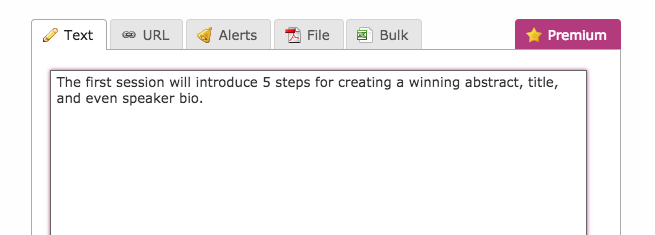 Text URL Alerts File Bulk Premium
The first session will introduce 5 steps for creating a winning abstract, title,
and even speaker bio.